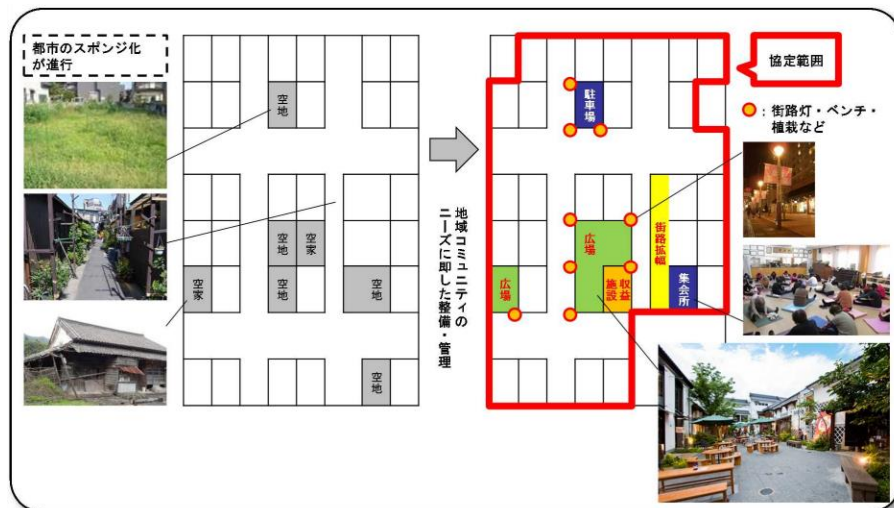 都市のスポンジ化
が進行
空地
空地
空家
空家
空地
空地
空地
地域コミュニティの
ニーズに即した整備・管理
協定範囲
：街路灯・ベンチ・
植栽など
駐車場
広場
街路拡幅
広場
収益
施設
集会所